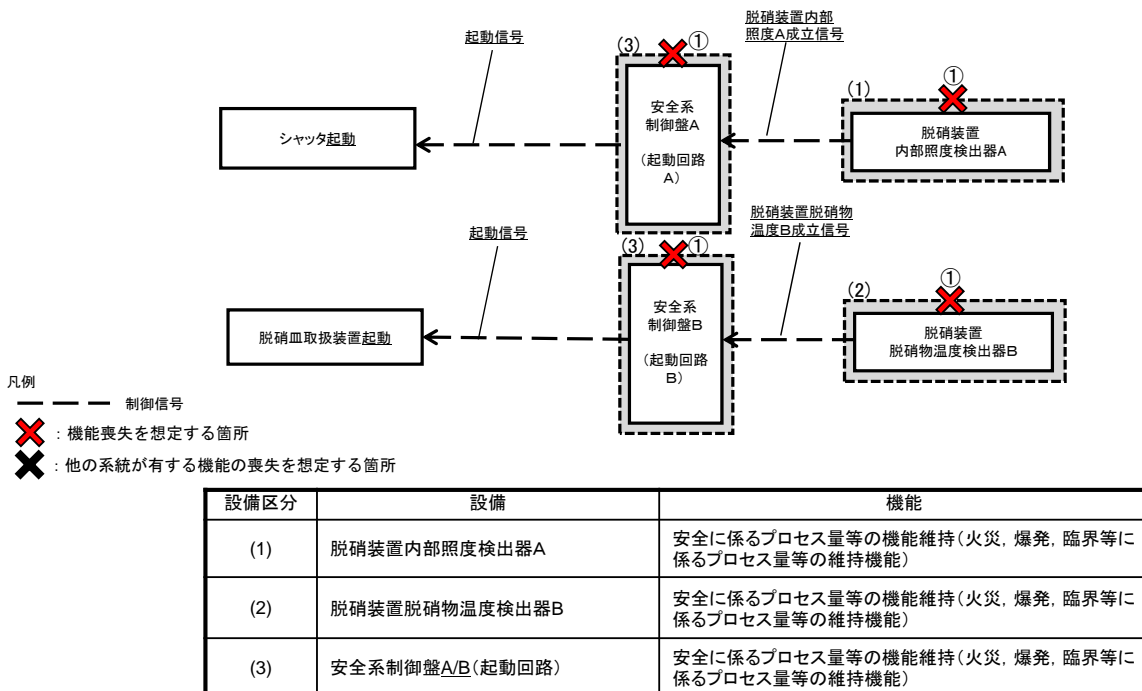 起動信号
(3)
①
脱硝装置内部
照度A成立信号
(1)
①
シャッタ起動
安全系
制御盤A
(起動回路
A)
脱硝装置
内部照度検出器A
起動信号
(3)
①
脱硝装置脱硝物
温度B成立信号
(2)
①
脱硝皿取扱装置起動
安全系
制御盤B
(起動回路
B)
脱硝装置
脱硝物温度検出器B
凡例
制御信号
：機能喪失を想定する箇所
：他の系統が有する機能の喪失を想定する箇所
設備区分 設備 機能
(1) 脱硝装置内部照度検出器A 安全に係るプロセス量等の機能維持(火災，爆発，臨界等に
係るプロセス量等の維持機能)
(2) 脱硝装置脱硝物温度検出器B 安全に係るプロセス量等の機能維持(火災，爆発，臨界等に
係るプロセス量等の維持機能)
(3) 安全系制御盤A/B(起動回路) 安全に係るプロセス量等の機能維持(火災，爆発，臨界等に
係るプロセス量等の維持機能)